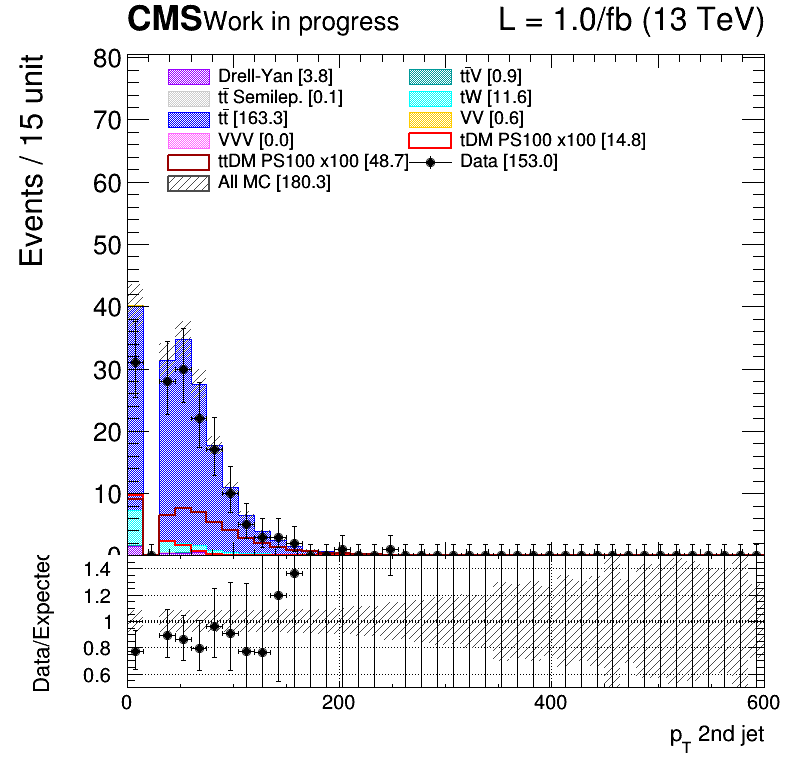 CMS Work in progress L = 1.0/fb (13 TeV)
Events / 15 unit
80
70
60
50
40
30
20
10
0
Drell-Yan [3.8] tt̄V [0.9]
tt̄ Semilep. [0.1] tW [11.6]
tt̄ [163.3] VV [0.6]
VVV [0.0] tDM PS100 x100 [14.8]
ttDM PS100 x100 [48.7] Data [153.0]
All MC [180.3]
Data/Expected
1.4
1.2
1
0.8
0.6
0 200 400 600
p_T 2nd jet